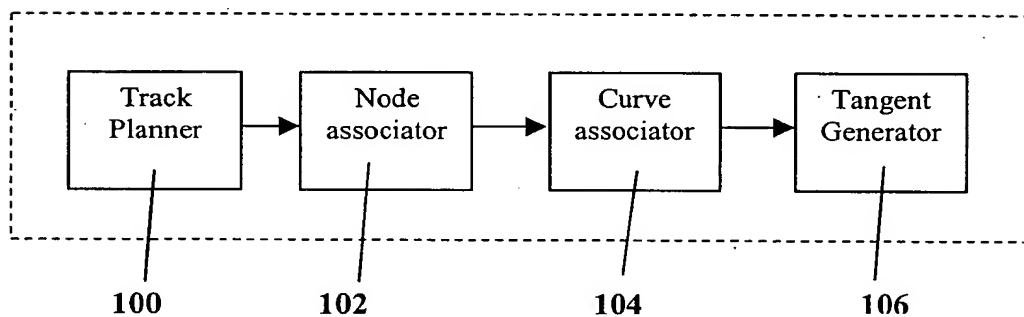 Track
Planner
Node
associator
Curve
associator
Tangent
Generator
100
102
104
106